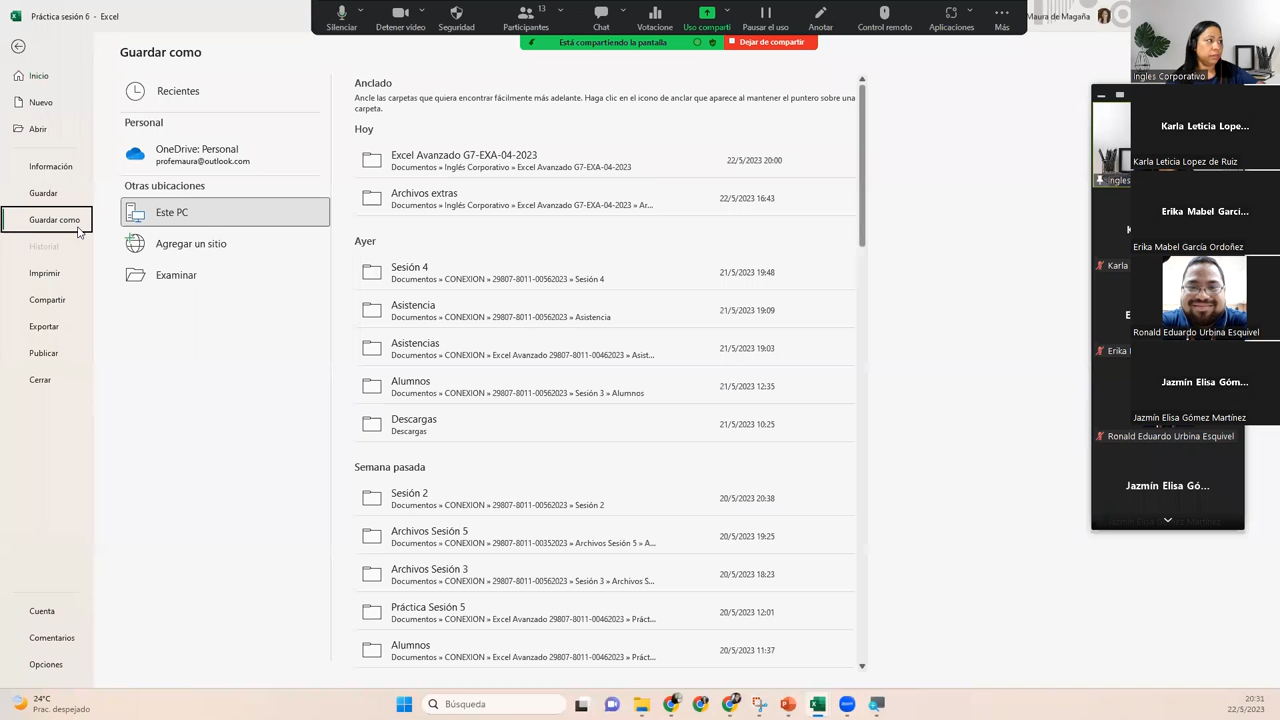 Práctica sesión 6 - Excel
Inicio
Nuevo
Abrir
Información
Guardar
Guardar como
Historial
Imprimir
Compartir
Exportar
Publicar
Cerrar
Cuenta
Comentarios
Opciones
Guardar como
Recientes
Personal
OneDrive: Personal
profemaura@outlook.com
Otras ubicaciones
Este PC
Agregar un sitio
Examinar
Silenciar
Detener video
Seguridad
Participantes
13
Chat
Votacione
Uso comparti
Pausar el uso
Anotar
Control remoto
Aplicaciones
Más
Maura de Magaña
Está compartiendo la pantalla
Dejar de compartir
Anclado
Ancle las carpetas que quiera encontrar fácilmente más adelante. Haga clic en el icono de anclar que aparece al mantener el puntero sobre una
carpeta.
Hoy
Excel Avanzado G7-EXA-04-2023 22/5/2023 20:00
Documentos » Inglés Corporativo » Excel Avanzado G7-EXA-04-2023
Archivos extras 22/5/2023 16:43
Documentos » Inglés Corporativo » Excel Avanzado G7-EXA-04-2023 » Ar...
Ayer
Sesión 4 21/5/2023 19:48
Documentos » CONEXION » 29807-8011-00562023 » Sesión 4
Asistencia 21/5/2023 19:09
Documentos » CONEXION » 29807-8011-00562023 » Asistencia
Asistencias 21/5/2023 19:03
Documentos » CONEXION » Excel Avanzado 29807-8011-00462023 » Asist...
Alumnos 21/5/2023 12:35
Documentos » CONEXION » 29807-8011-00562023 » Sesión 3 » Alumnos
Descargas 21/5/2023 10:25
Descargas
Semana pasada
Sesión 2 20/5/2023 20:38
Documentos » CONEXION » 29807-8011-00562023 » Sesión 2
Archivos Sesión 5 20/5/2023 19:25
Documentos » CONEXION » 29807-8011-00352023 » Archivos Sesión 5 » A...
Archivos Sesión 3 20/5/2023 18:23
Documentos » CONEXION » 29807-8011-00562023 » Sesión 3 » Archivos S...
Práctica Sesión 5 20/5/2023 12:01
Documentos » CONEXION » Excel Avanzado 29807-8011-00462023 » Práct...
Alumnos 20/5/2023 11:37
Documentos » CONEXION » Excel Avanzado 29807-8011-00462023 » Práct...
Ingles Corporativo
Karla Leticia Lope...
Karla Leticia Lopez de Ruiz
Ingles
Erika Mabel Garcí...
Erika Mabel García Ordoñez
Karla
Ronald Eduardo Urbina Esquivel
Erika
Jazmín Elisa Góm...
Jazmín Elisa Gómez Martínez
Ronald Eduardo Urbina Esquivel
Jazmín Elisa Gó...
Jazmín Elisa Gómez Martínez
24°C
Prac. despejado
Búsqueda
zoom
20:31
22/5/2023